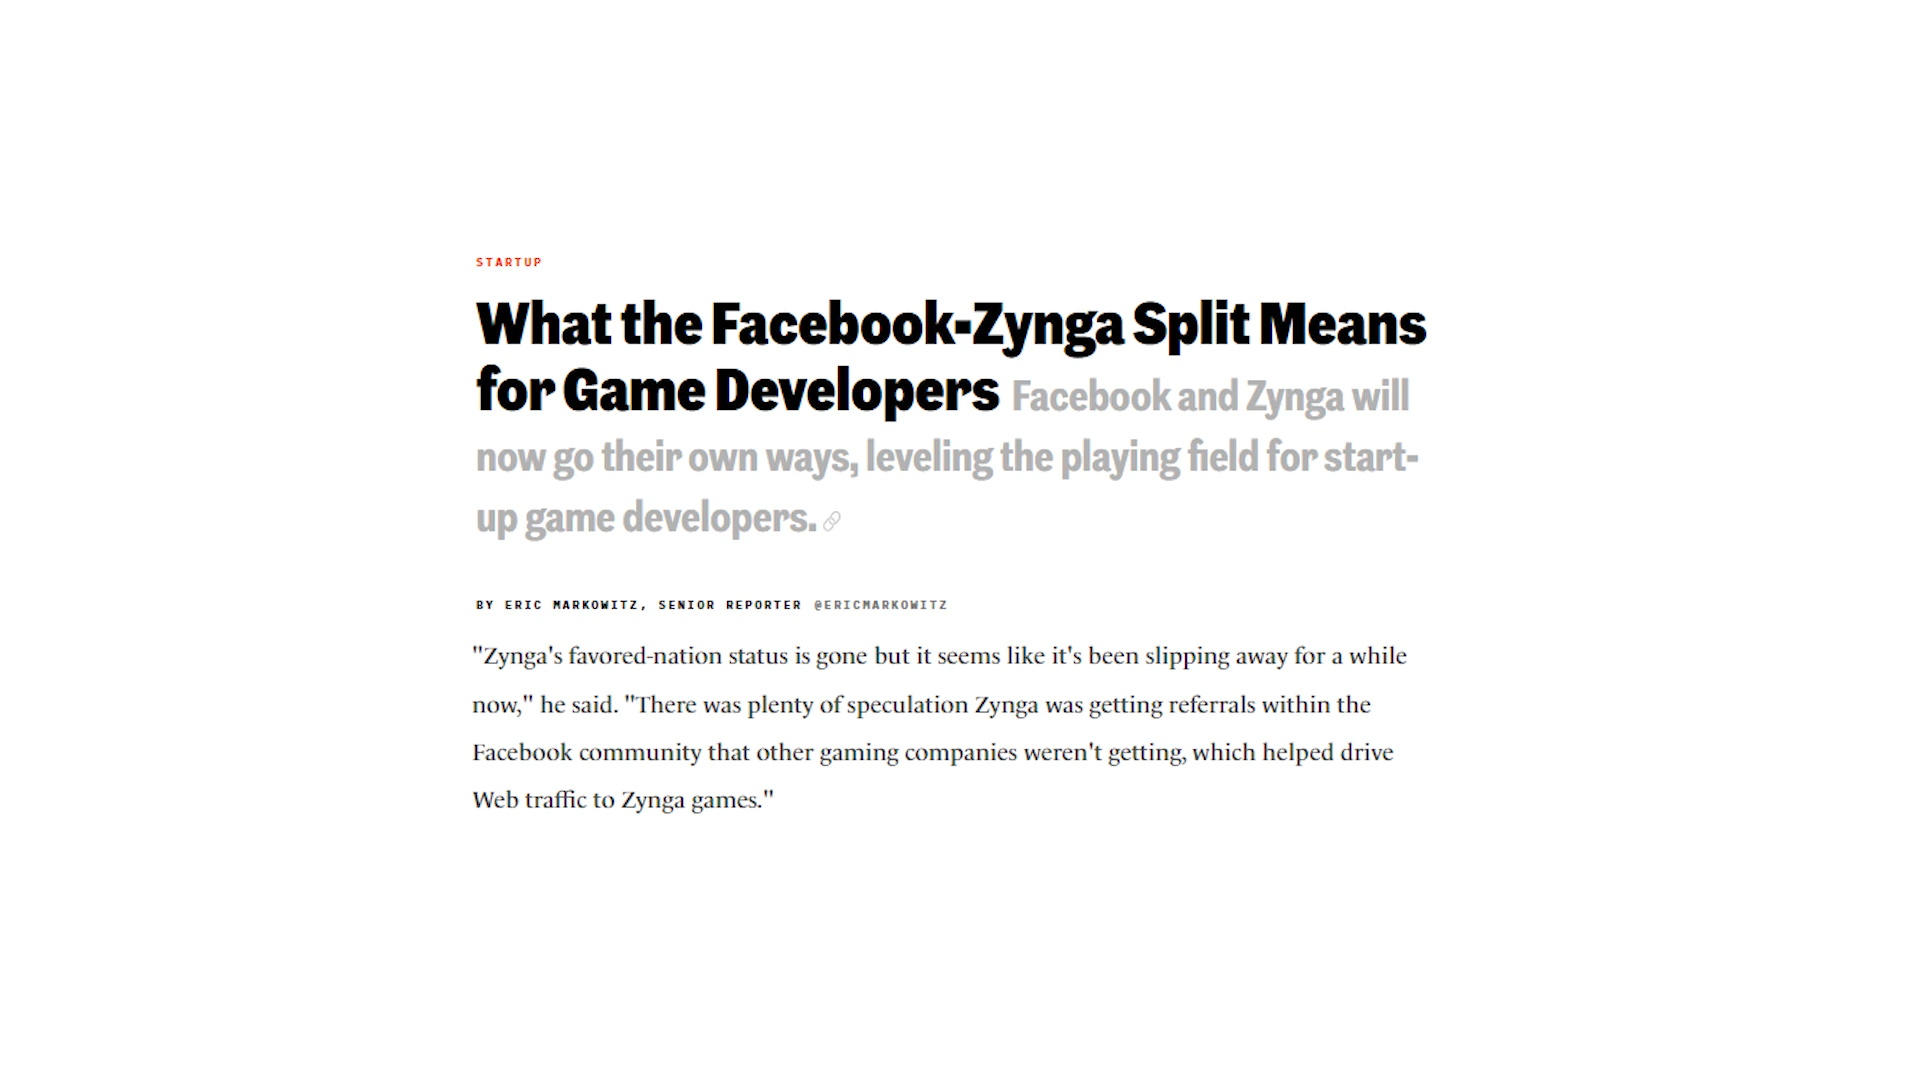 STARTUP
What the Facebook-Zynga Split Means
for Game Developers Facebook and Zynga will
now go their own ways, leveling the playing field for start-
up game developers.
BY ERIC MARKOWITZ, SENIOR REPORTER @ERICMARKOWITZ
"Zynga's favored-nation status is gone but it seems like it's been slipping away for a while
now," he said. "There was plenty of speculation Zynga was getting referrals within the
Facebook community that other gaming companies weren't getting, which helped drive
Web traffic to Zynga games."